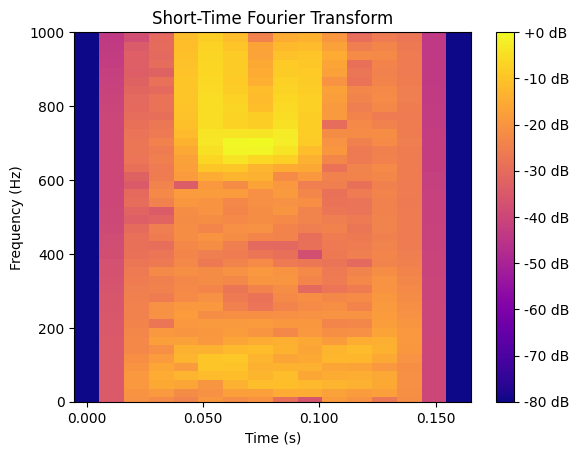 Short-Time Fourier Transform
1000
800
600
400
200
0
Frequency (Hz)
0.000
0.050
0.100
0.150
Time (s)
+0 dB
-10 dB
-20 dB
-30 dB
-40 dB
-50 dB
-60 dB
-70 dB
-80 dB